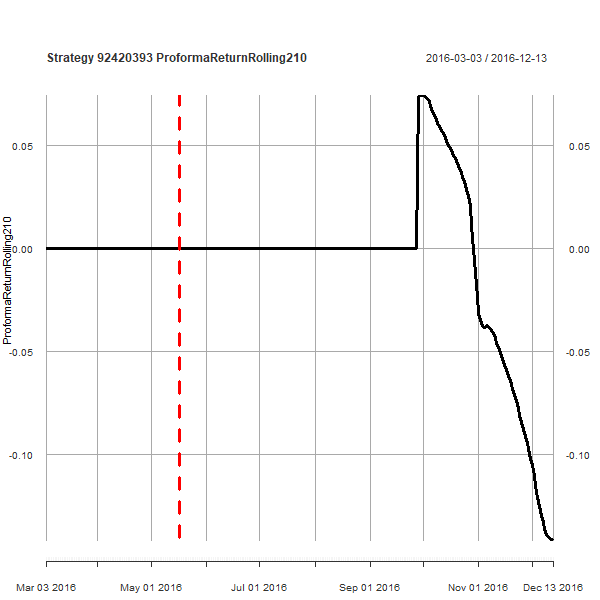 Strategy 92420393 ProformaReturnRolling210
2016-03-03 / 2016-12-13
ProformaReturnRolling210
0.05
0.05
0.00
0.00
-0.05
-0.05
-0.10
-0.10
Mar 03 2016
May 01 2016
Jul 01 2016
Sep 01 2016
Nov 01 2016
Dec 13 2016